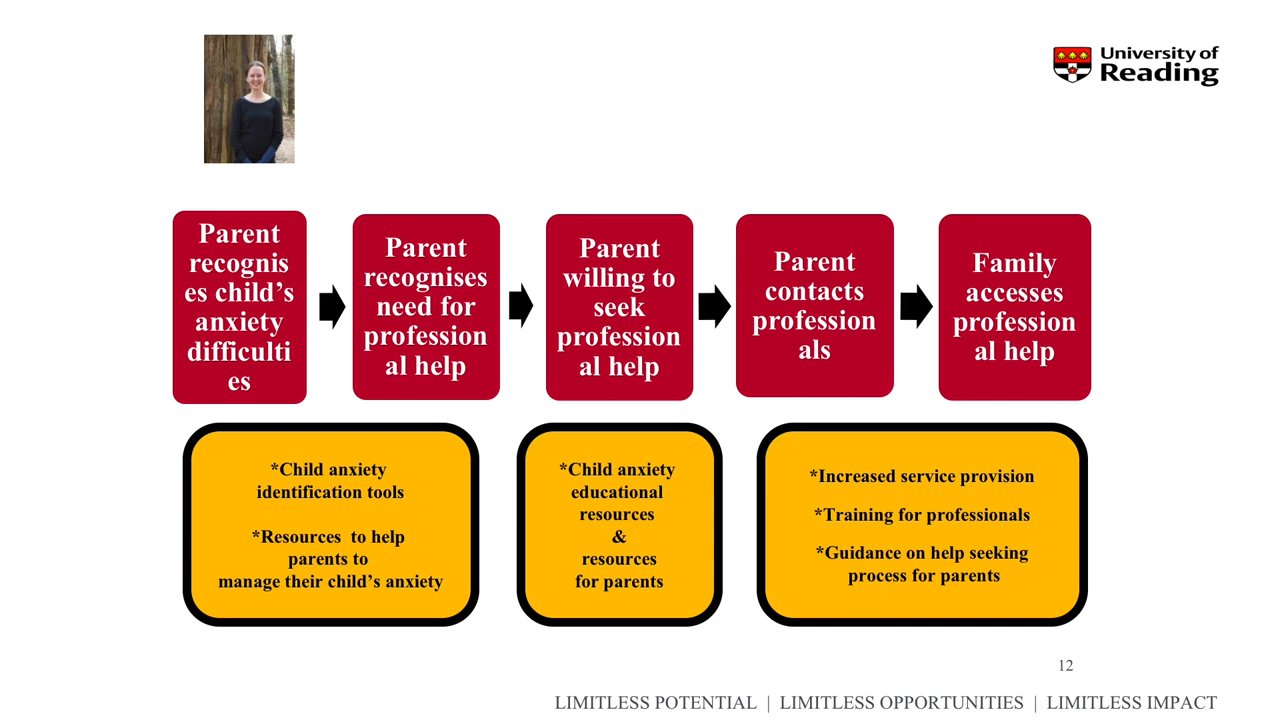 University of
Reading
Parent
recognis
es child's
anxiety
difficulti
es
Parent
recognises
need for
profession
al help
Parent
willing to
seek
profession
al help
Parent
contacts
profession
als
Family
accesses
profession
al help
*Child anxiety
identification tools
*Resources to help
parents to
manage their child's anxiety
*Child anxiety
educational
resources
&
resources
for parents
*Increased service provision
*Training for professionals
*Guidance on help seeking
process for parents
12
LIMITLESS POTENTIAL | LIMITLESS OPPORTUNITIES | LIMITLESS IMPACT